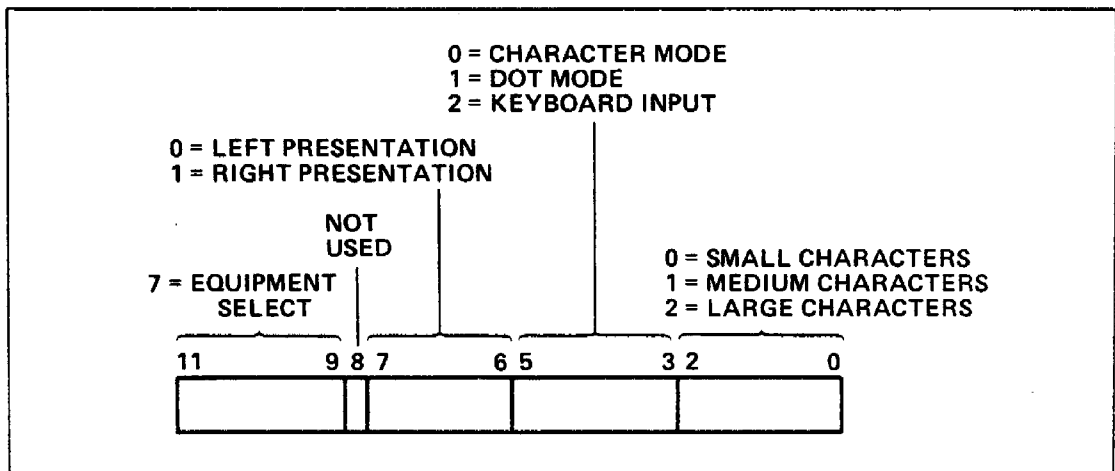 0 = CHARACTER MODE
1 = DOT MODE
2 = KEYBOARD INPUT
0 = LEFT PRESENTATION
1 = RIGHT PRESENTATION
NOT
USED
7 = EQUIPMENT
SELECT
0 = SMALL CHARACTERS
1 = MEDIUM CHARACTERS
2 = LARGE CHARACTERS
11 9 8 7 6 5 3 2 0